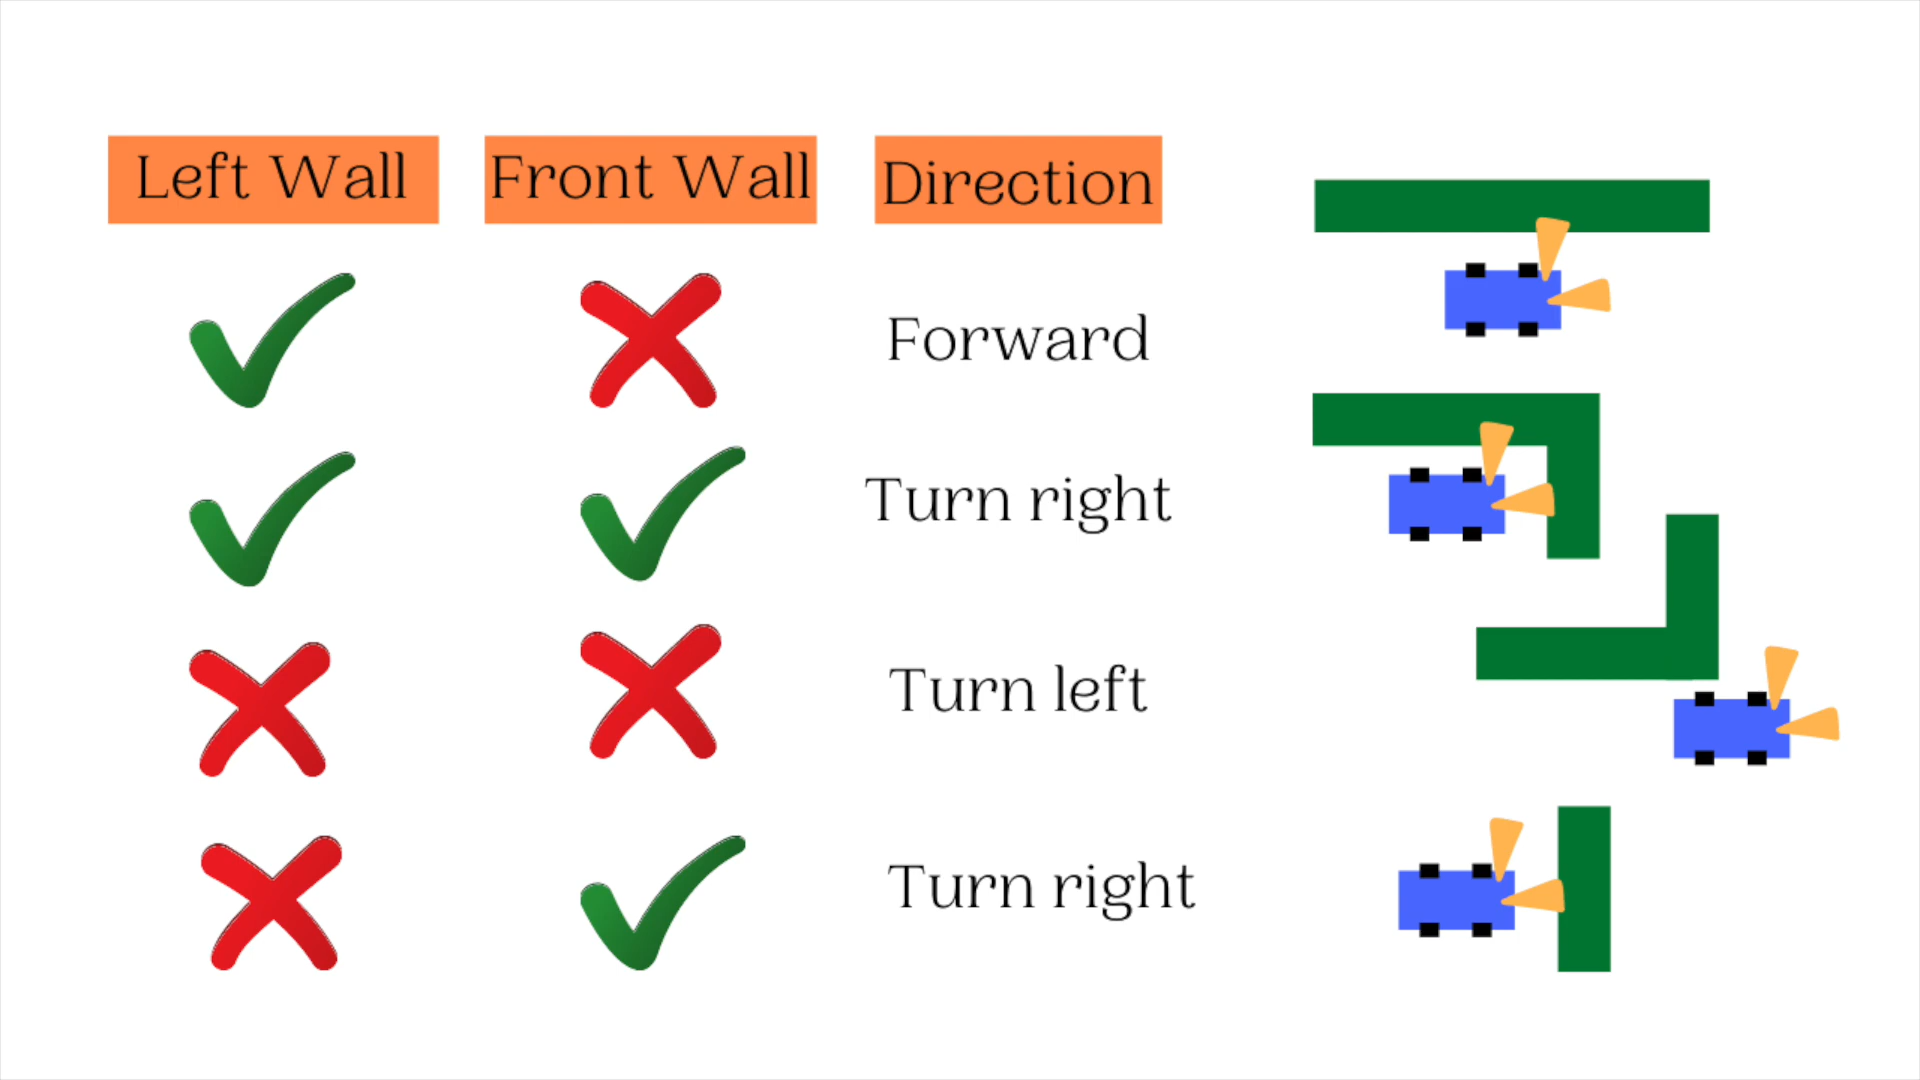 Left Wall Front Wall Direction
Forward
Turn right
Turn left
Turn right